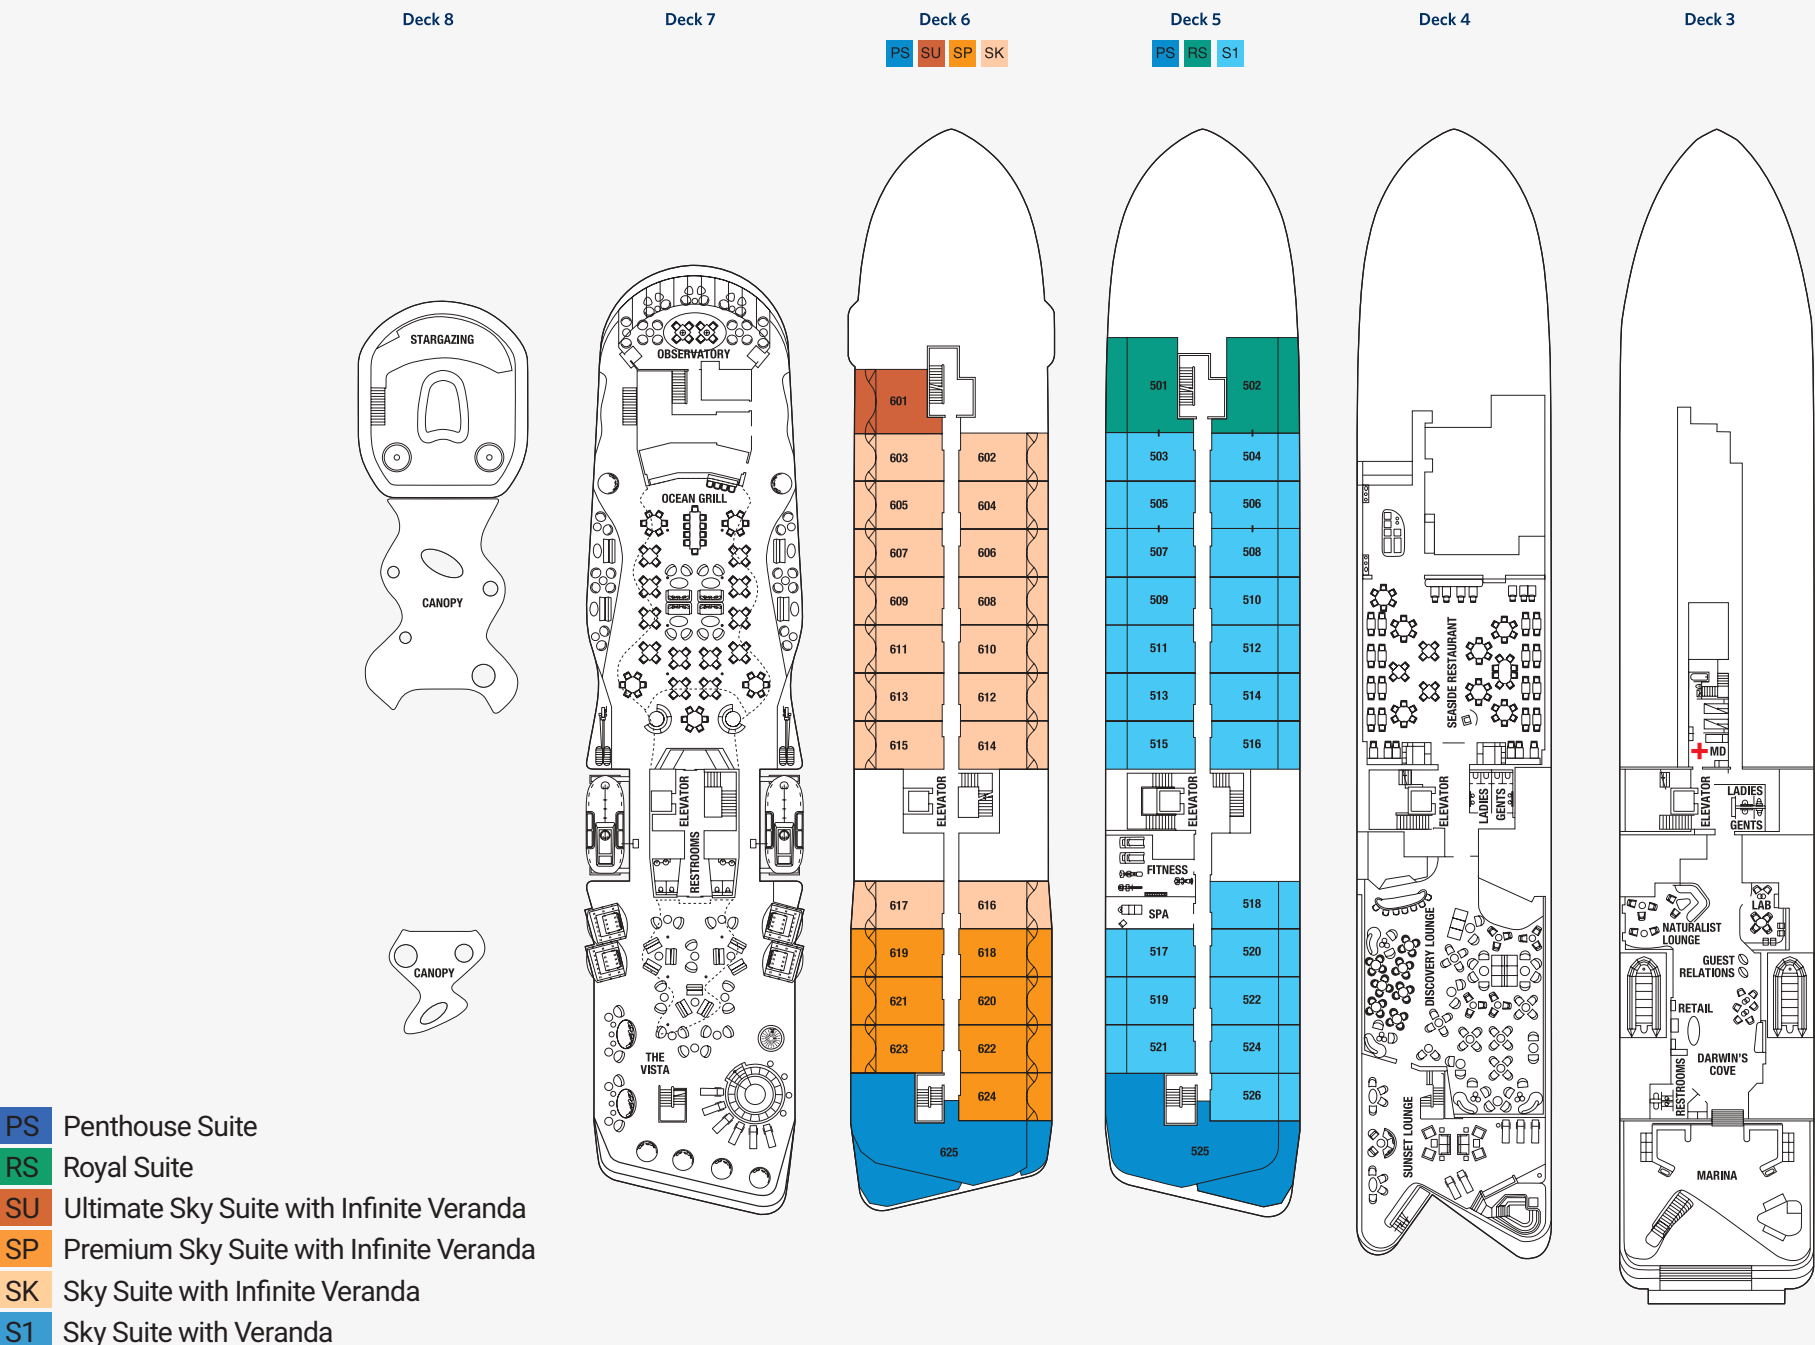 Deck 8
Deck 7
Deck 6
Deck 5
Deck 4
Deck 3
PS SU SP SK
PS RS S1
STARGAZING
CANOPY
CANOPY
OBSERVATORY
OCEAN GRILL
ELEVATOR
RESTROOMS
THE
VISTA
601
603 602
605 604
607 606
609 608
611 610
613 612
615 614
ELEVATOR
617 616
619 618
621 620
623 622
624
625
501 502
503 504
505 506
507 508
509 510
511 512
513 514
515 516
ELEVATOR
FITNESS
SPA
518
517 520
519 522
521 524
526
525
SEASIDE RESTAURANT
ELEVATOR
LADIES
GENTS
DISCOVERY LOUNGE
SUNSET LOUNGE
MD
ELEVATOR
LADIES
GENTS
LAB
NATURALIST
LOUNGE
GUEST
RELATIONS
RETAIL
DARWIN'S
COVE
RESTROOMS
MARINA
PS Penthouse Suite
RS Royal Suite
SU Ultimate Sky Suite with Infinite Veranda
SP Premium Sky Suite with Infinite Veranda
SK Sky Suite with Infinite Veranda
S1 Sky Suite with Veranda